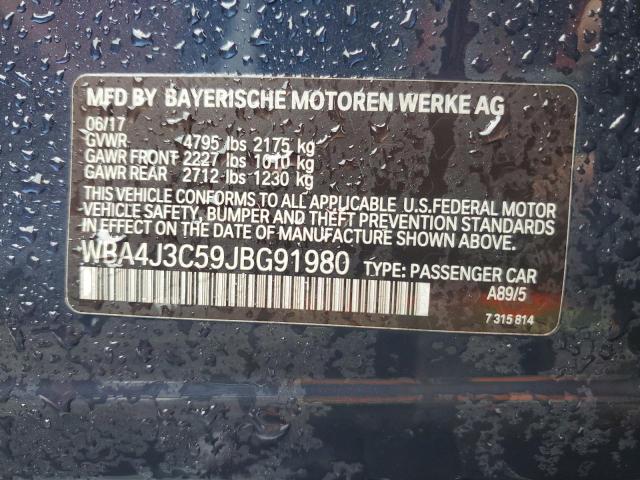 MFD BY BAYERISCHE MOTOREN WERKE AG
06/17
GVWR 4795 lbs 2175 kg
GAWR FRONT 2227 lbs 1010 kg
GAWR REAR 2712 lbs 1230 kg
THIS VEHICLE CONFORMS TO ALL APPLICABLE U.S.FEDERAL MOTOR
VEHICLE SAFETY, BUMPER AND THEFT PREVENTION STANDARDS
IN EFFECT ON THE DATE OF MANUFACTURE SHOWN ABOVE.
WBA4J3C59JBG91980 TYPE: PASSENGER CAR
A89/5
7 315 814